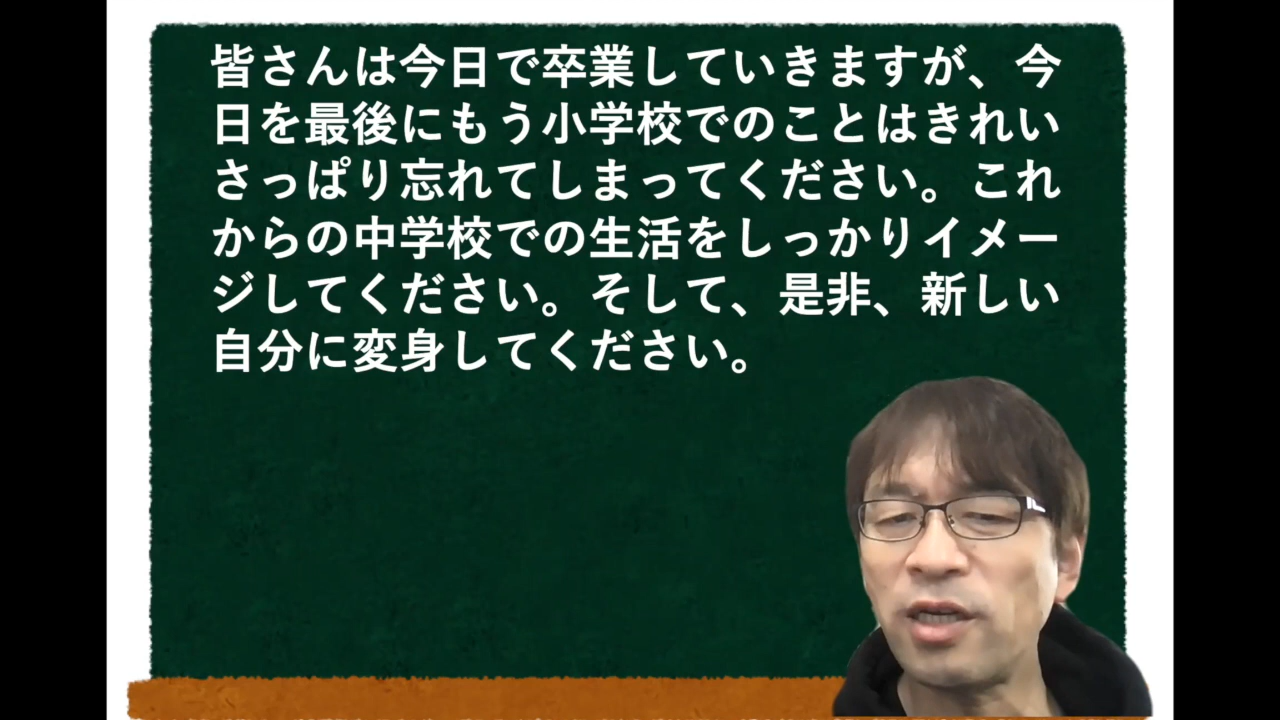 皆さんは今日で卒業していきますが、今
日を最後にもう小学校でのことはきれい
さっぱり忘れてしまってください。これ
からの中学校での生活をしっかりイメー
ジしてください。そして、是非、新しい
自分に変身してください。